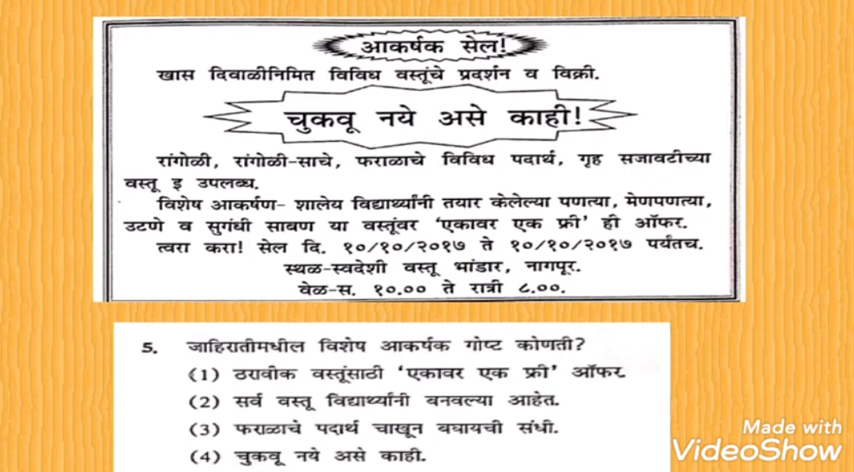 आकर्षक सेल!
खास दिवाळीनिमित विविध वस्तूंचे प्रदर्शन व विक्री.
चुकवू नये असे काही!
रांगोळी, रांगोळी-साचे, फराळाचे विविध पदार्थ, गृह सजावटीच्या
वस्तू इ उपलब्ध.
विशेष आकर्षण- शालेय विद्यार्थ्यांनी तयार केलेल्या पणत्या, मेणपणत्या,
उटणे व सुगंधी साबण या वस्तूंवर ‘एकावर एक फ्री’ ही ऑफर.
त्वरा करा! सेल दि. १०/१०/२०१७ ते १०/१०/२०१७ पर्यंतच.
स्थळ-स्वदेशी वस्तू भांडार, नागपूर.
वेळ-स. १०.०० ते रात्री ८.००.
5. जाहिरातीमधील विशेष आकर्षक गोष्ट कोणती?
(1) ठरावीक वस्तूंसाठी ‘एकावर एक फ्री’ ऑफर.
(2) सर्व वस्तू विद्यार्थ्यांनी बनवल्या आहेत.
(3) फराळाचे पदार्थ चाखून बघायची संधी.
(4) चुकवू नये असे काही.
Made with
VideoShow